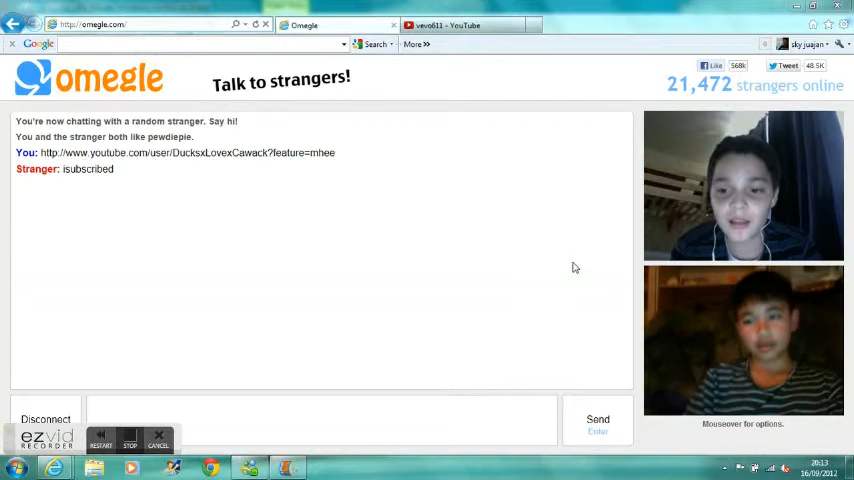 http://omegle.com/
Omegle
vevo611 - YouTube
Google
Search
More »
sky juajan
omegle
Talk to strangers!
Like
568k
Tweet
48.5K
21,472 strangers online
You're now chatting with a random stranger. Say hi!
You and the stranger both like pewdiepie.
You: http://www.youtube.com/user/DucksxLovexCawack?feature=mhee
Stranger: isubscribed
Disconnect
Send
Enter
Mouseover for options.
ezvid
RECORDER
RESTART
STOP
CANCEL
20:13
16/09/2012